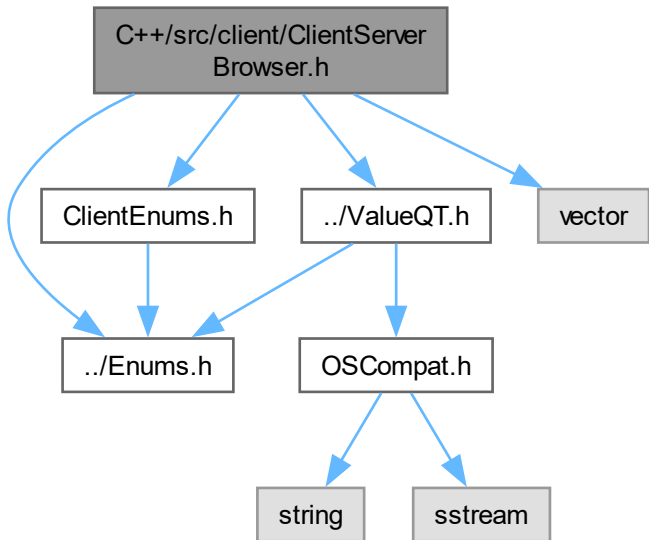 C++/src/client/ClientServer
Browser.h
ClientEnums.h
../ValueQT.h
vector
../Enums.h
OSCompat.h
string
sstream